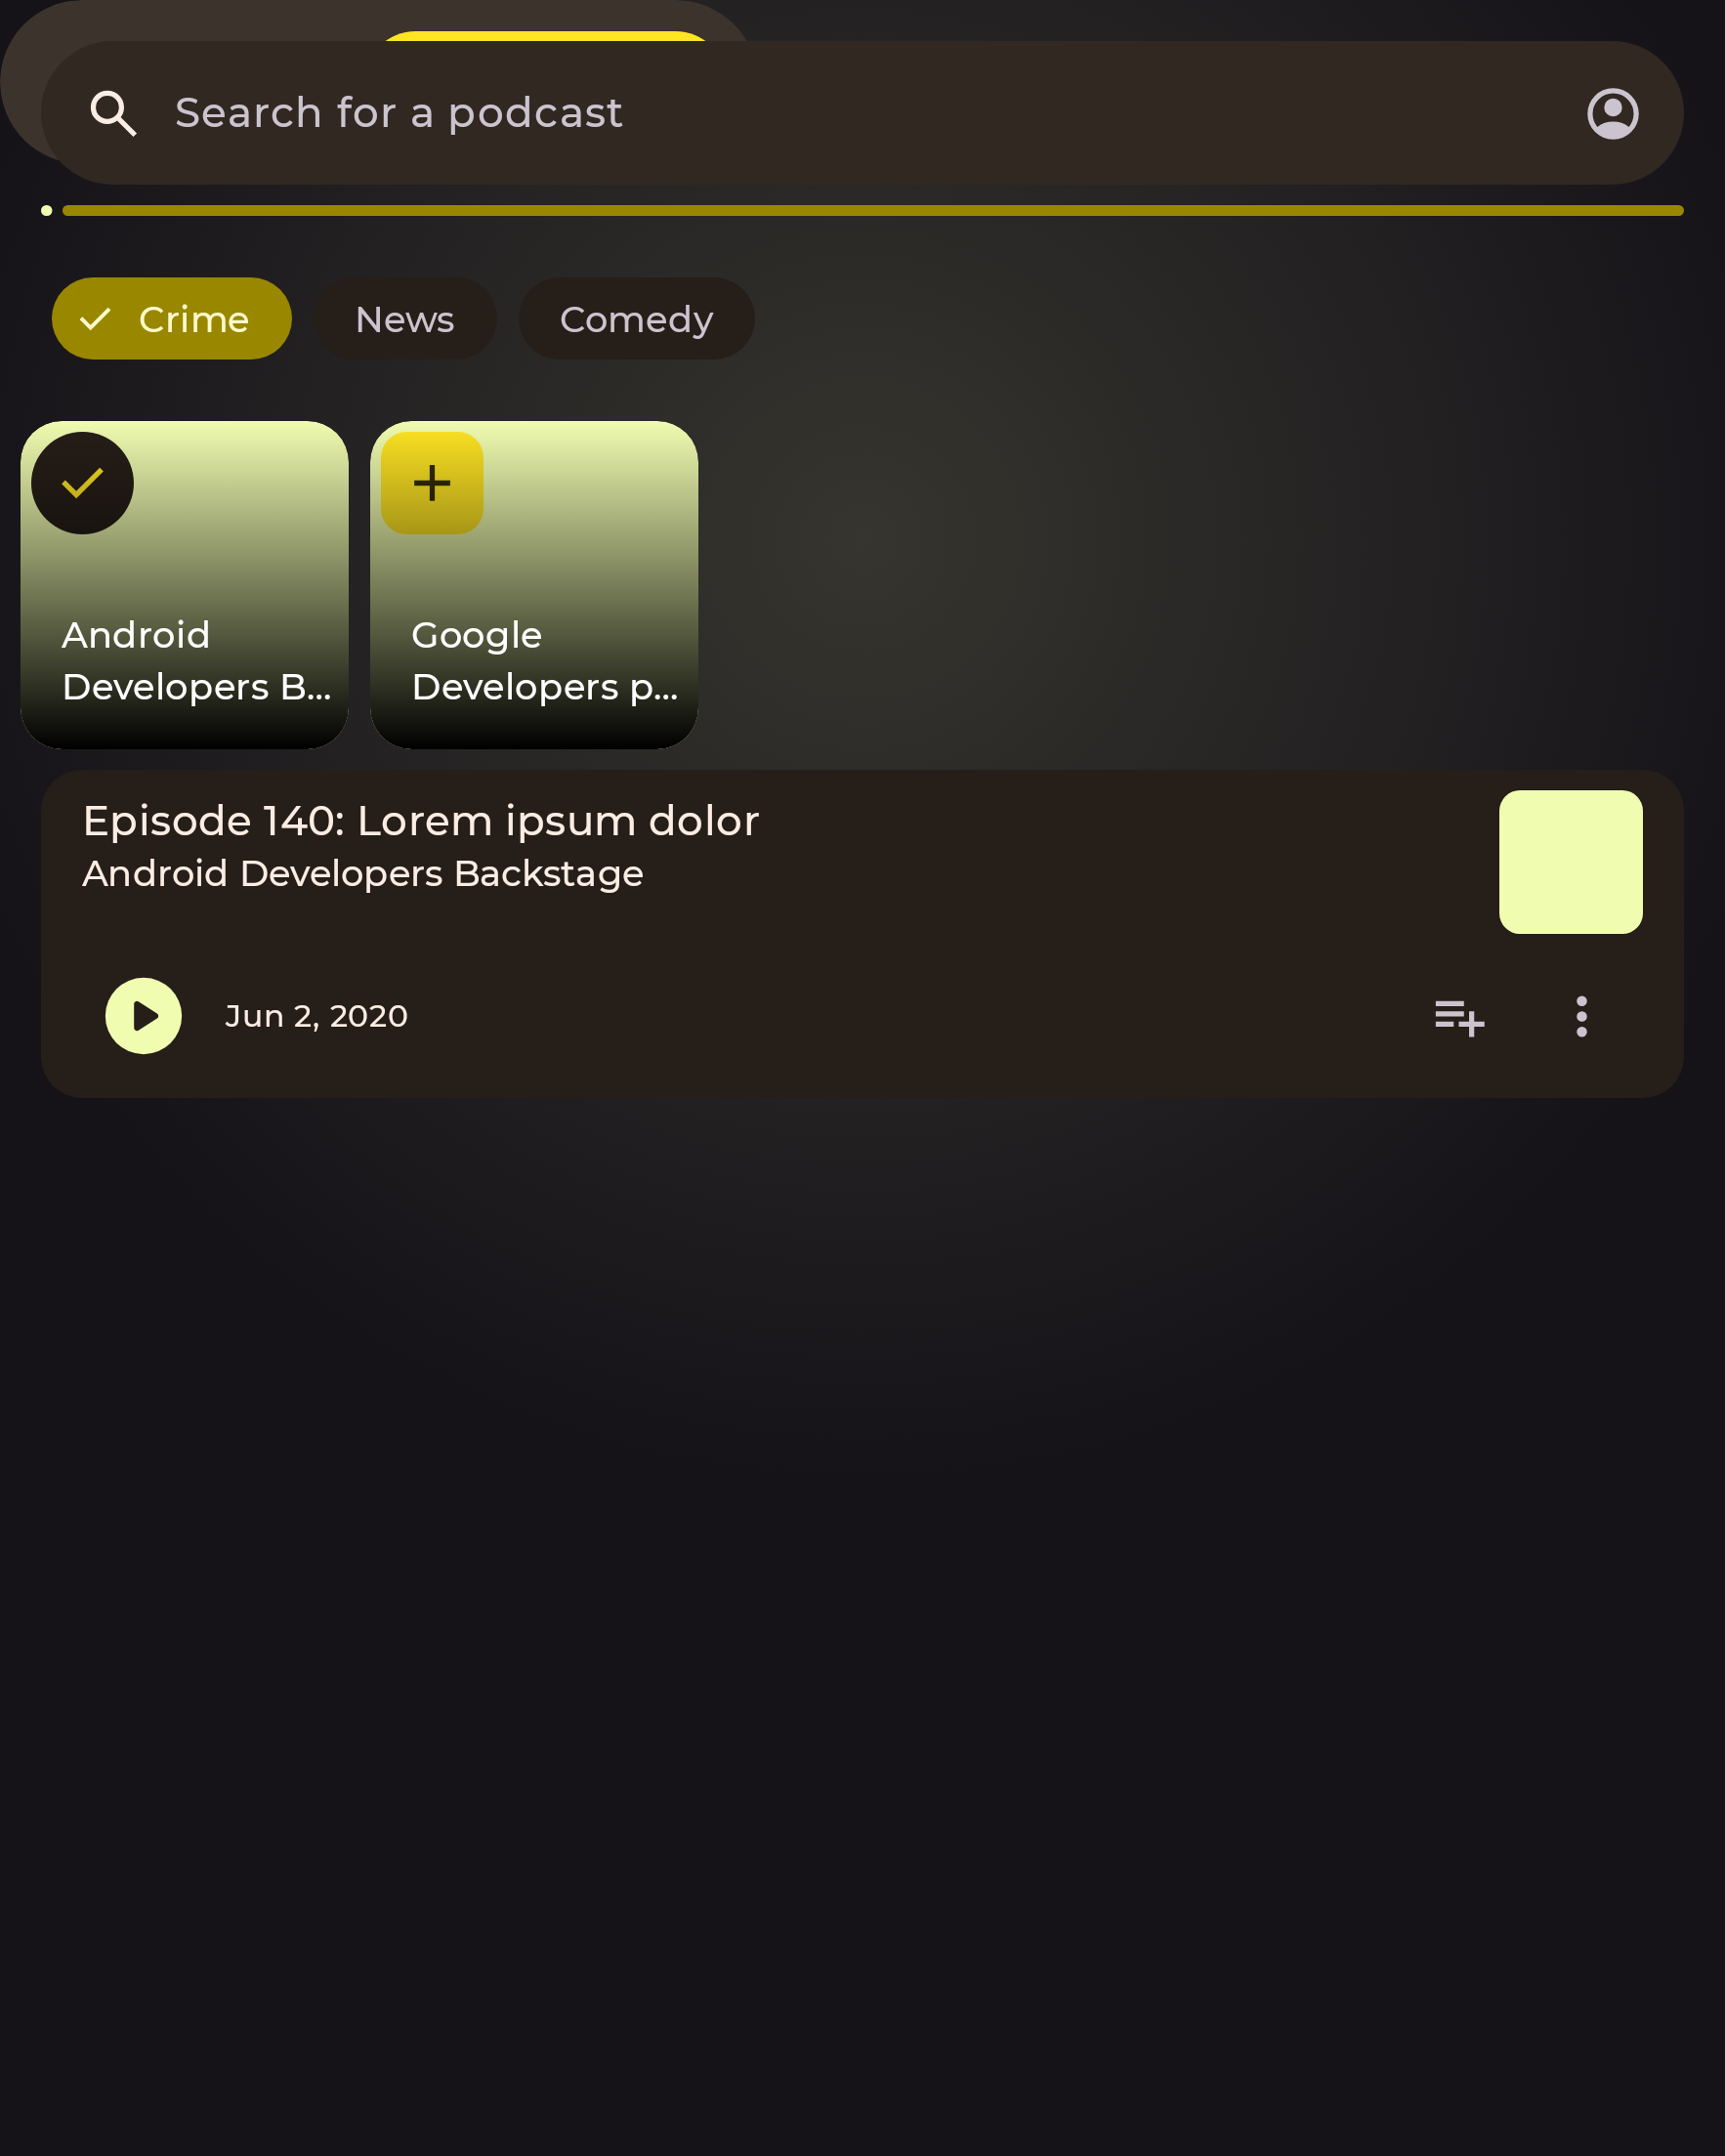 Search for a podcast
Crime
News
Comedy
Android
Developers B...
Google
Developers p...
Episode 140: Lorem ipsum dolor
Android Developers Backstage
Jun 2, 2020